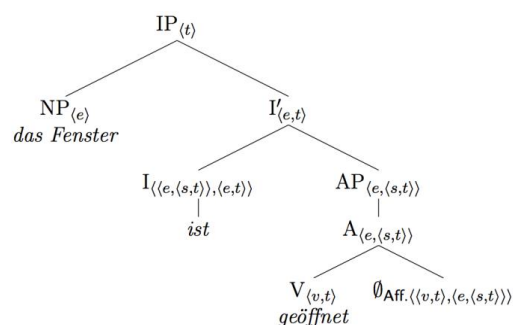 IP⟨t⟩
NP⟨e⟩ I′⟨e,t⟩
das Fenster
I⟨⟨e,⟨s,t⟩⟩,⟨e,t⟩⟩ AP⟨e,⟨s,t⟩⟩
ist A⟨e,⟨s,t⟩⟩
V⟨v,t⟩ ∅Aff.⟨⟨v,t⟩,⟨e,⟨s,t⟩⟩⟩
geöffnet